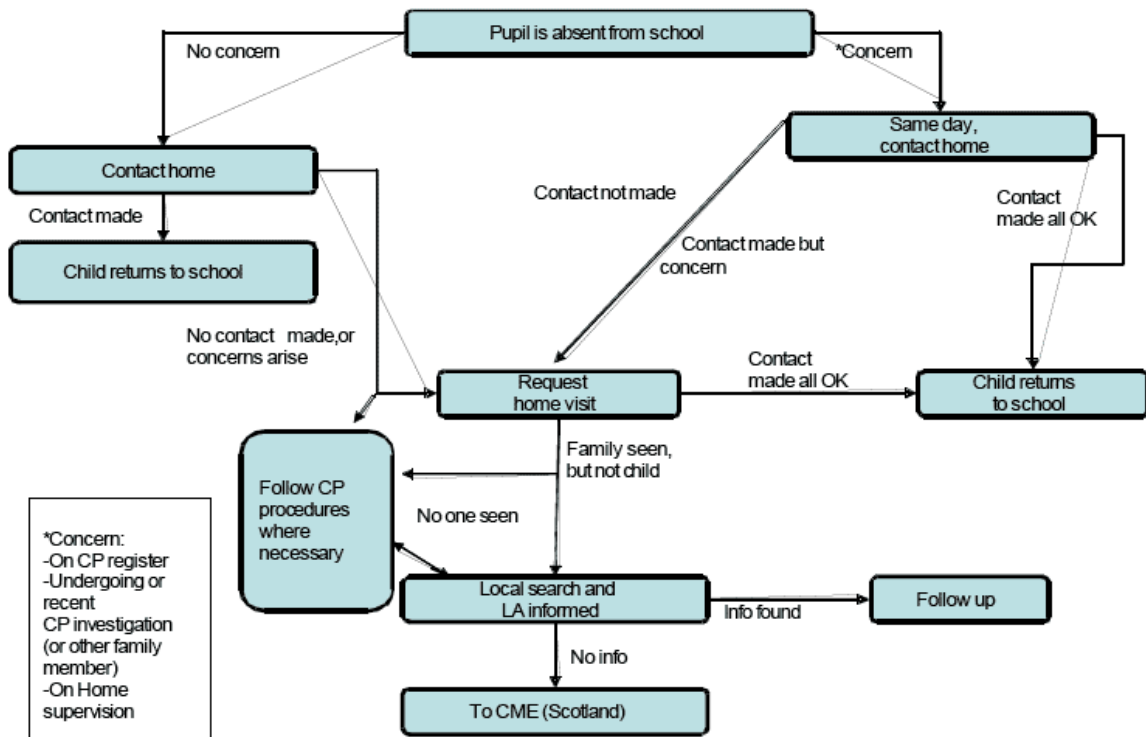 Pupil is absent from school
No concern
*Concern
Same day,
contact home
Contact home
Contact not made
Contact
made all OK
Contact made
Contact made but
concern
Child returns to school
No contact made,or
concerns arise
Contact
made all OK
Request
home visit
Child returns
to school
Family seen,
but not child
Follow CP
procedures
where
necessary
No one seen
*Concern:
-On CP register
-Undergoing or
recent
CP investigation
(or other family
member)
-On Home
supervision
Local search and
LA informed
Info found
Follow up
No info
To CME (Scotland)